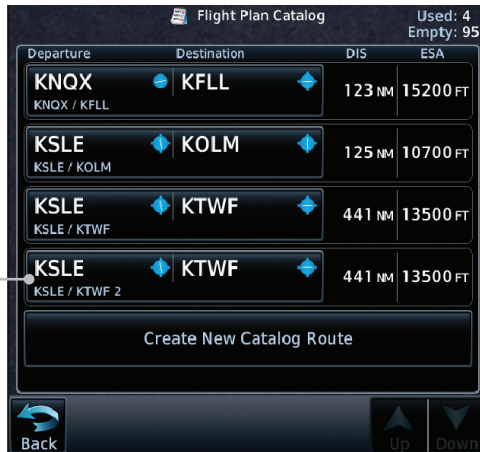 Flight Plan Catalog
Used: 4
Empty: 95
Departure Destination DIS ESA
KNQX KFLL 123 NM 15200 FT
KNQX / KFLL
KSLE KOLM 125 NM 10700 FT
KSLE / KOLM
KSLE KTWF 441 NM 13500 FT
KSLE / KTWF
KSLE KTWF 441 NM 13500 FT
KSLE / KTWF 2
Create New Catalog Route
Back Up Down